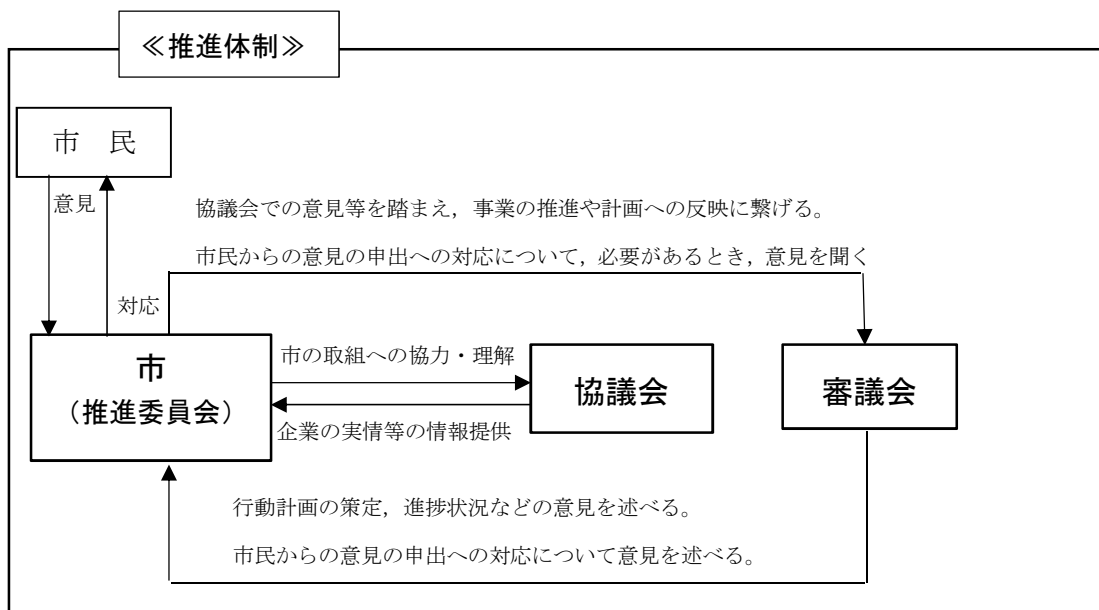 ≪推進体制≫
市　民
意見
協議会での意見等を踏まえ，事業の推進や計画への反映に繋げる。
市民からの意見の申出への対応について，必要があるとき，意見を聞く
対応
市
（推進委員会）
市の取組への協力・理解
協議会
審議会
企業の実情等の情報提供
行動計画の策定，進捗状況などの意見を述べる。
市民からの意見の申出への対応について意見を述べる。